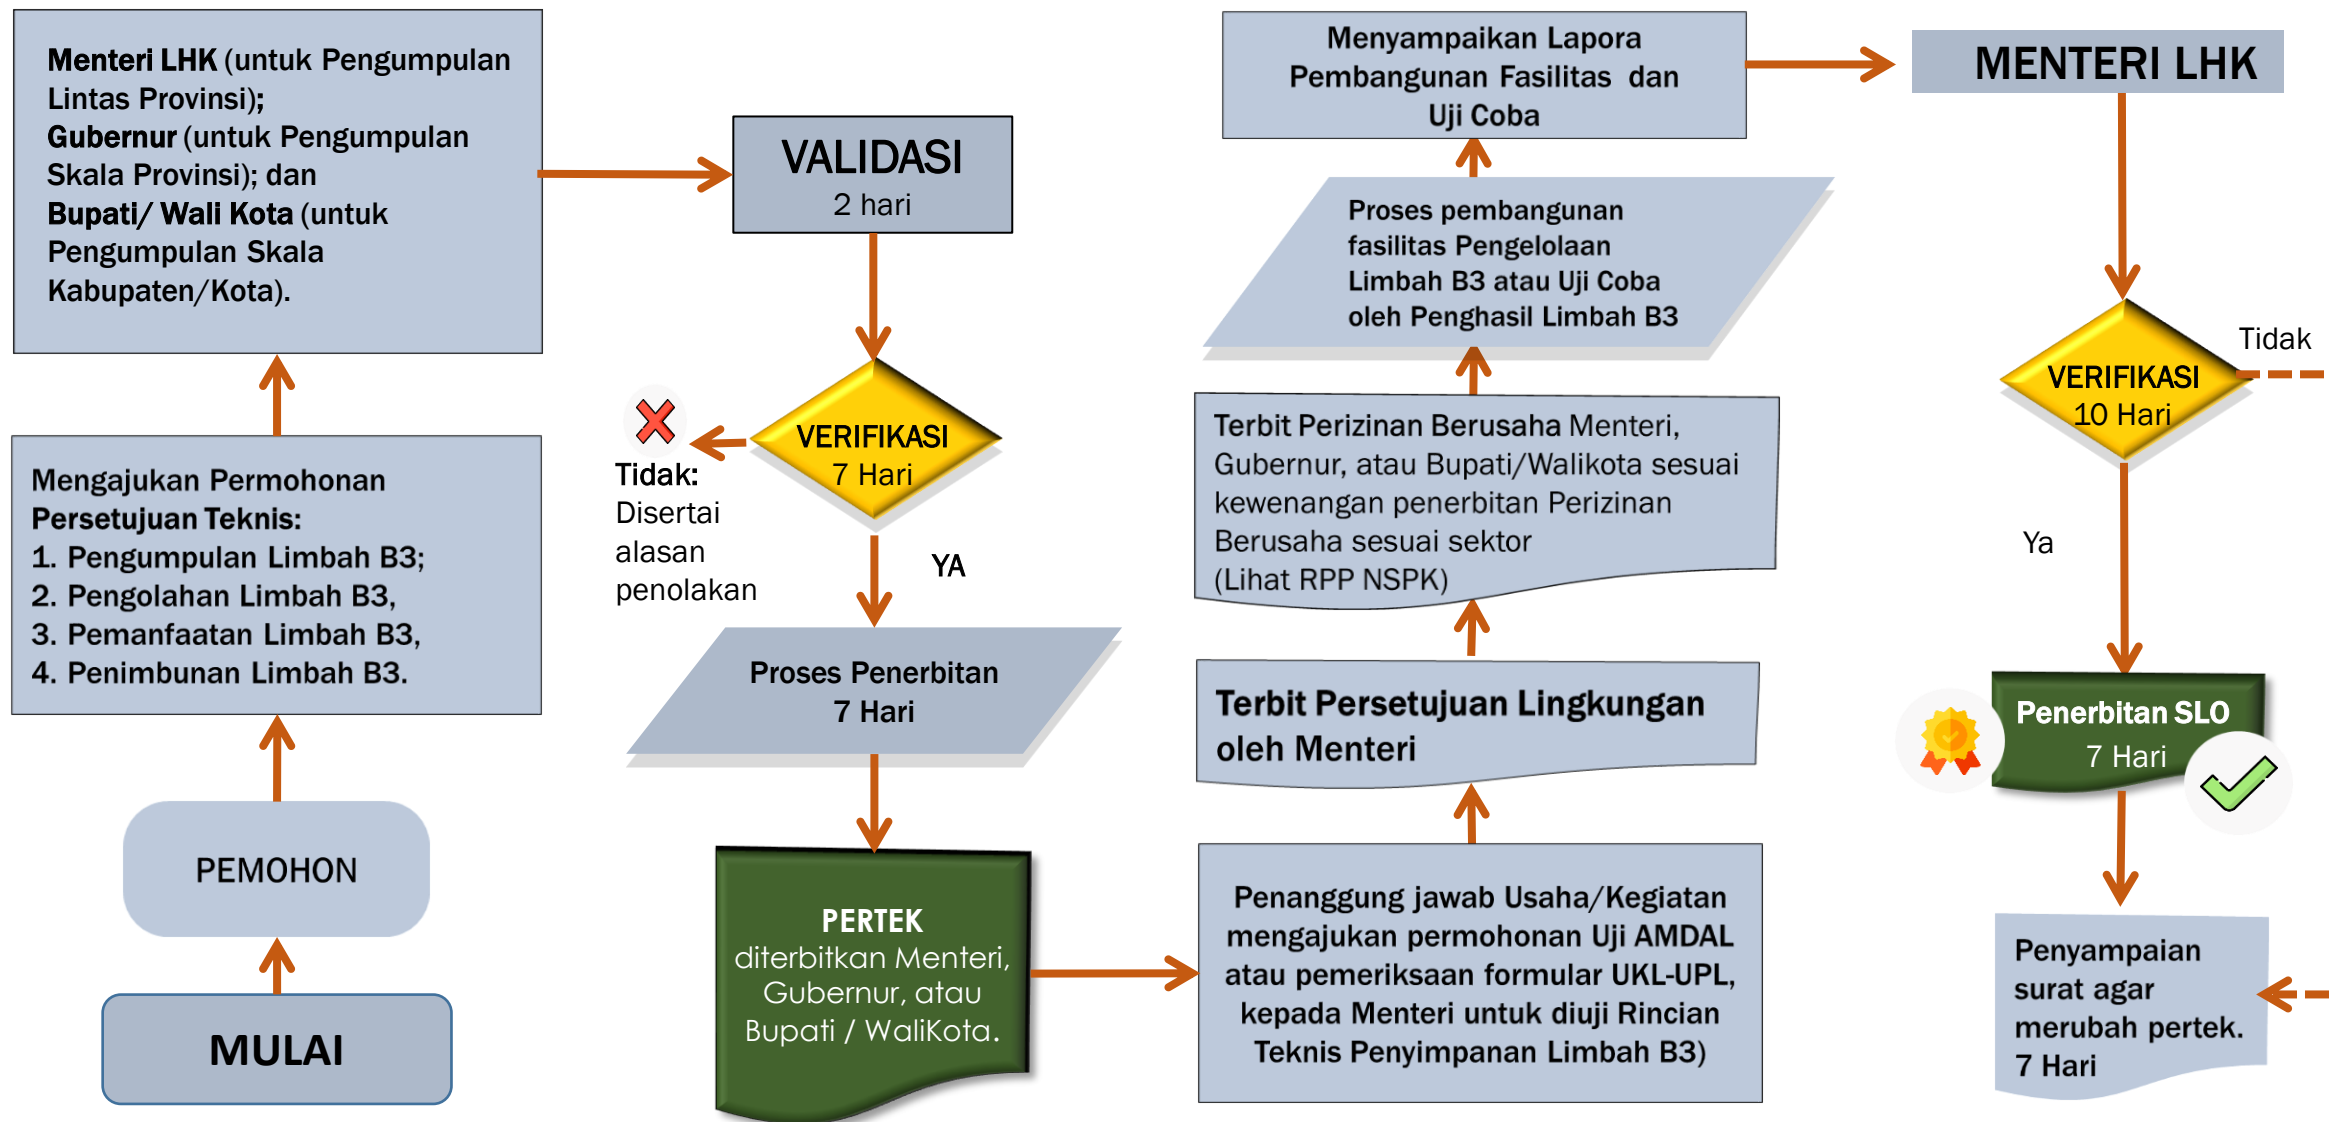 Menteri LHK (untuk Pengumpulan
Lintas Provinsi);
Gubernur (untuk Pengumpulan
Skala Provinsi); dan
Bupati/ Wali Kota (untuk
Pengumpulan Skala
Kabupaten/Kota).
Mengajukan Permohonan
Persetujuan Teknis:
1. Pengumpulan Limbah B3;
2. Pengolahan Limbah B3,
3. Pemanfaatan Limbah B3,
4. Penimbunan Limbah B3.
PEMOHON
MULAI
VALIDASI
2 hari
VERIFIKASI
7 Hari
Tidak:
Disertai
alasan
penolakan
YA
Proses Penerbitan
7 Hari
PERTEK
diterbitkan Menteri,
Gubernur, atau
Bupati / WaliKota.
Menyampaikan Lapora
Pembangunan Fasilitas dan
Uji Coba
Proses pembangunan
fasilitas Pengelolaan
Limbah B3 atau Uji Coba
oleh Penghasil Limbah B3
Terbit Perizinan Berusaha Menteri,
Gubernur, atau Bupati/Walikota sesuai
kewenangan penerbitan Perizinan
Berusaha sesuai sektor
(Lihat RPP NSPK)
Terbit Persetujuan Lingkungan
oleh Menteri
Penanggung jawab Usaha/Kegiatan
mengajukan permohonan Uji AMDAL
atau pemeriksaan formular UKL-UPL,
kepada Menteri untuk diuji Rincian
Teknis Penyimpanan Limbah B3)
MENTERI LHK
VERIFIKASI
10 Hari
Tidak
Ya
Penerbitan SLO
7 Hari
Penyampaian
surat agar
merubah pertek.
7 Hari